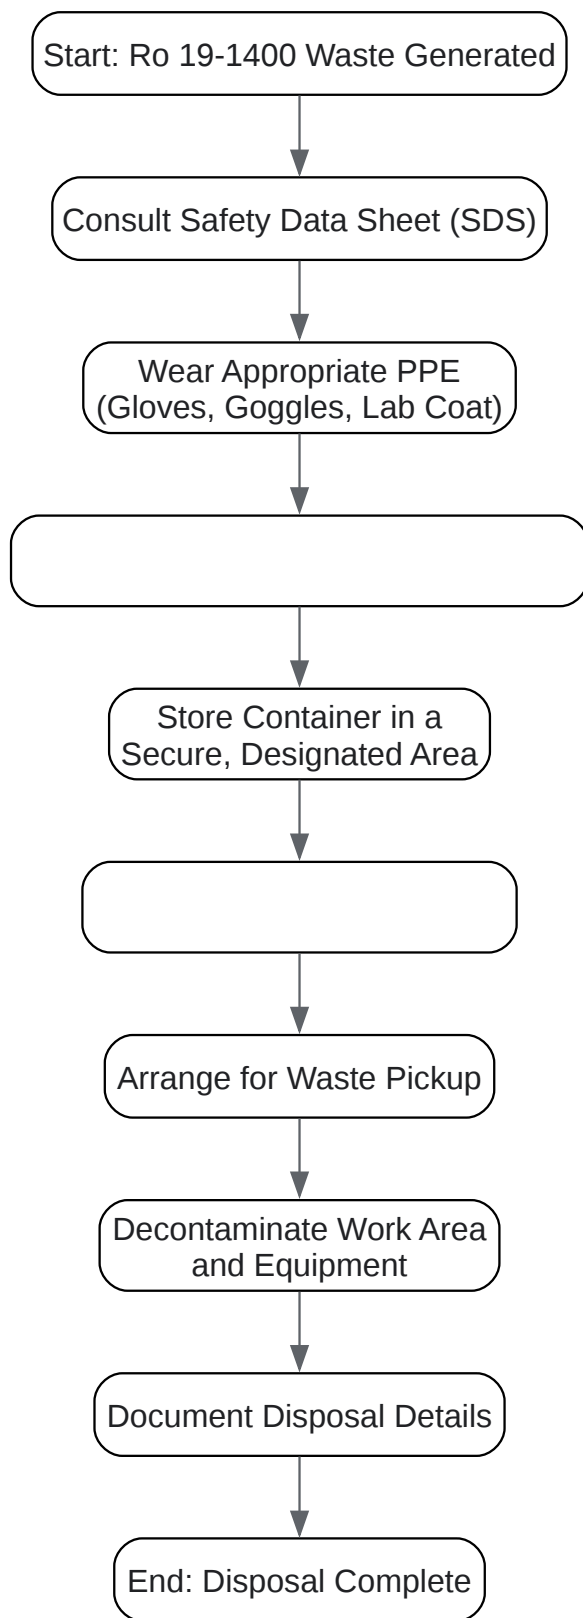 Start: Ro 19-1400 Waste Generated
Consult Safety Data Sheet (SDS)
Wear Appropriate PPE
(Gloves, Goggles, Lab Coat)
Store Container in a
Secure, Designated Area
Arrange for Waste Pickup
Decontaminate Work Area
and Equipment
Document Disposal Details
End: Disposal Complete